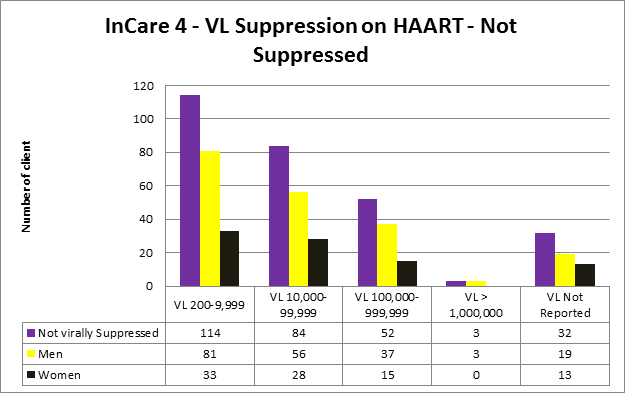 InCare 4 - VL Suppression on HAART - Not
Suppressed
Number of client
120
100
80
60
40
20
0
VL 200-9,999
VL 10,000-
99,999
VL 100,000-
999,999
VL >
1,000,000
VL Not
Reported
Not virally Suppressed 114 84 52 3 32
Men 81 56 37 3 19
Women 33 28 15 0 13